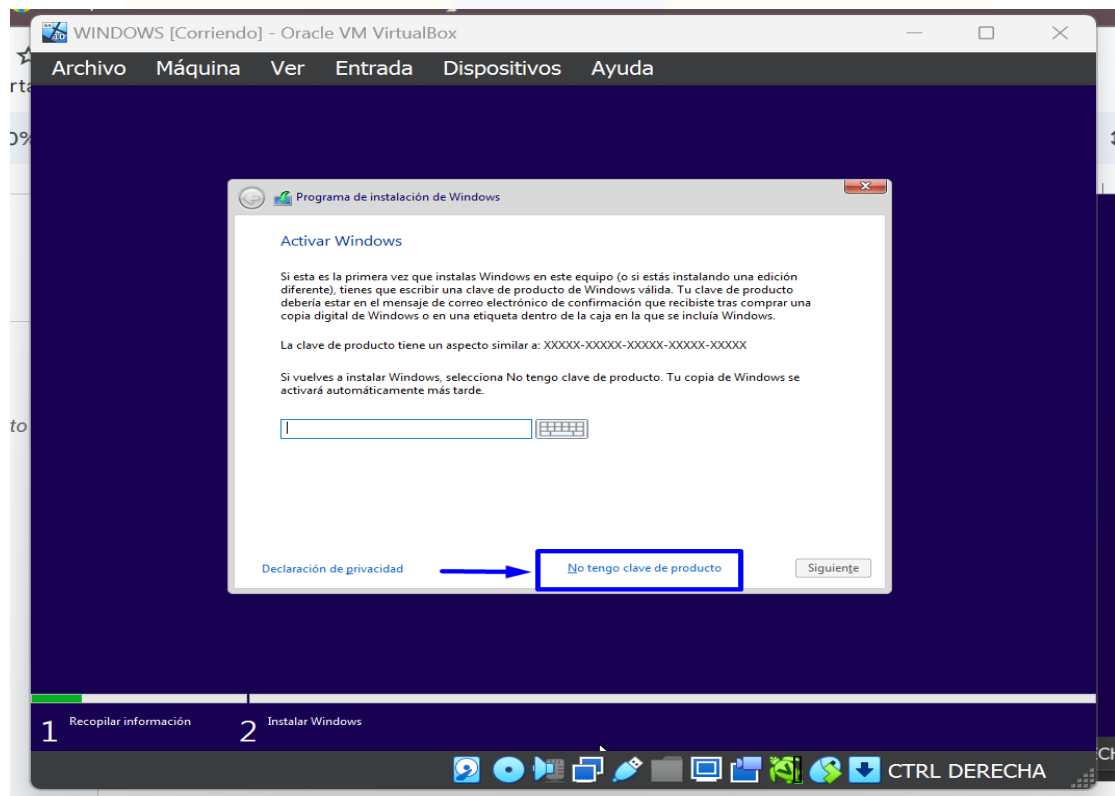 WINDOWS [Corriendo] - Oracle VM VirtualBox
Archivo Máquina Ver Entrada Dispositivos Ayuda
Programa de instalación de Windows
Activar Windows
Si esta es la primera vez que instalas Windows en este equipo (o si estás instalando una edición
diferente), tienes que escribir una clave de producto de Windows válida. Tu clave de producto
debería estar en el mensaje de correo electrónico de confirmación que recibiste tras comprar una
copia digital de Windows o en una etiqueta dentro de la caja en la que se incluía Windows.
La clave de producto tiene un aspecto similar a: XXXXX-XXXXX-XXXXX-XXXXX-XXXXX
Si vuelves a instalar Windows, selecciona No tengo clave de producto. Tu copia de Windows se
activará automáticamente más tarde.
Declaración de privacidad No tengo clave de producto Siguiente
1 Recopilar información 2 Instalar Windows
CTRL DERECHA